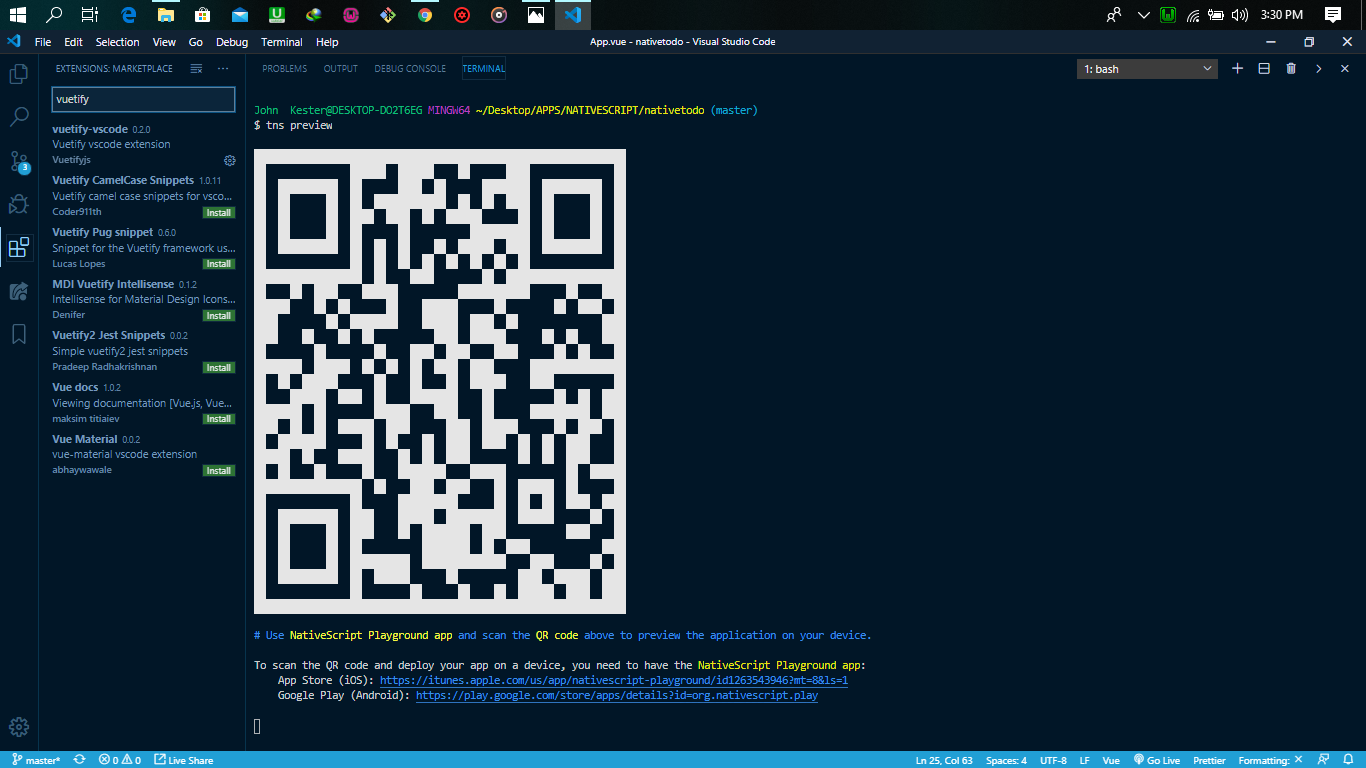 3:30 PM
File Edit Selection View Go Debug Terminal Help
App.vue - nativetodo - Visual Studio Code
EXTENSIONS: MARKETPLACE
vuetify
vuetify-vscode 0.2.0
Vuetify vscode extension
Vuetifyjs
Vuetify CamelCase Snippets 1.0.11
Vuetify camel case snippets for vsco...
Coder911th Install
Vuetify Pug snippet 0.6.0
Snippet for the Vuetify framework us...
Lucas Lopes Install
MDI Vuetify Intellisense 0.1.2
Intellisense for Material Design Icons...
Denifer Install
Vuetify2 Jest Snippets 0.0.2
Simple vuetify2 jest snippets
Pradeep Radhakrishnan Install
Vue docs 1.0.2
Viewing documentation [Vue.js, Vue...
maksim titiaiev Install
Vue Material 0.0.2
vue-material vscode extension
abhaywawale Install
3
PROBLEMS OUTPUT DEBUG CONSOLE TERMINAL
1: bash
John Kester@DESKTOP-DO2T6EG MINGW64 ~/Desktop/APPS/NATIVESCRIPT/nativetodo (master)
$ tns preview
# Use NativeScript Playground app and scan the QR code above to preview the application on your device.
To scan the QR code and deploy your app on a device, you need to have the NativeScript Playground app:
App Store (iOS): https://itunes.apple.com/us/app/nativescript-playground/id1263543946?mt=8&ls=1
Google Play (Android): https://play.google.com/store/apps/details?id=org.nativescript.play
master* 0 0 Live Share Ln 25, Col 63 Spaces: 4 UTF-8 LF Vue Go Live Prettier Formatting: ✕